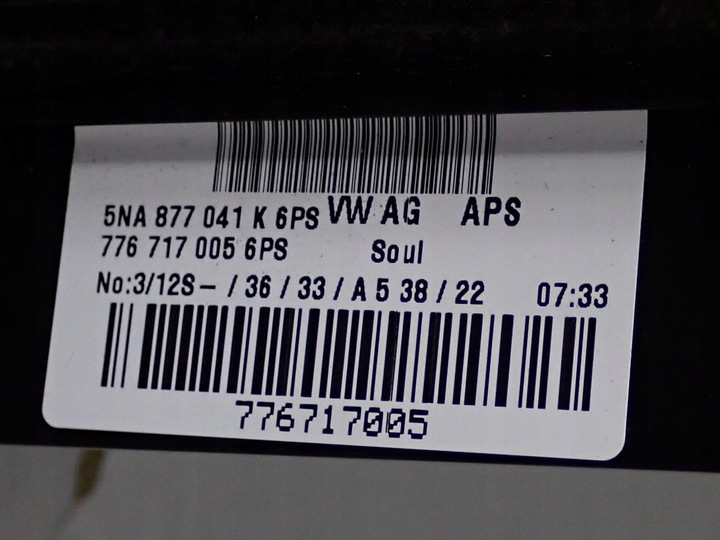 5NA 877 041 K 6PS VW AG APS
776 717 005 6PS Soul
No:3/12S- /36/33/A 5 38/22 07:33
776717005